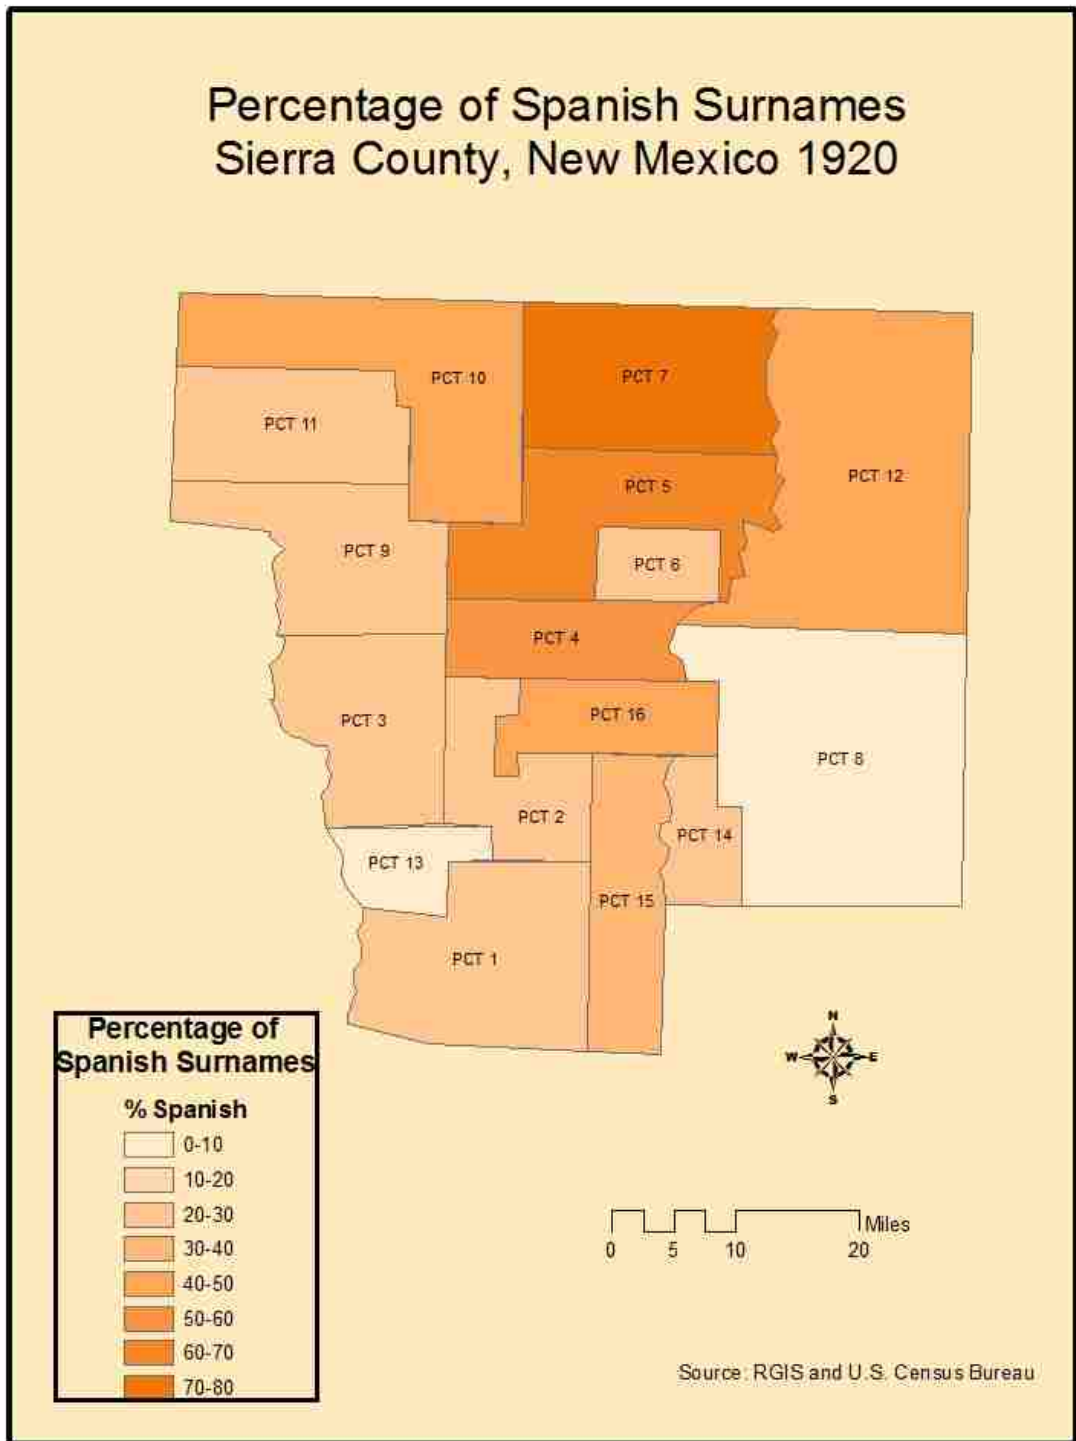 Percentage of Spanish Surnames
Sierra County, New Mexico 1920
PCT 10
PCT 7
PCT 11
PCT 12
PCT 5
PCT 9
PCT 6
PCT 4
PCT 3
PCT 16
PCT 8
PCT 2
PCT 14
PCT 13
PCT 15
PCT 1
Percentage of
Spanish Surnames
% Spanish
0-10
10-20
20-30
30-40
40-50
50-60
60-70
70-80
N
W E
S
Miles
0 5 10 20
Source: RGIS and U.S. Census Bureau